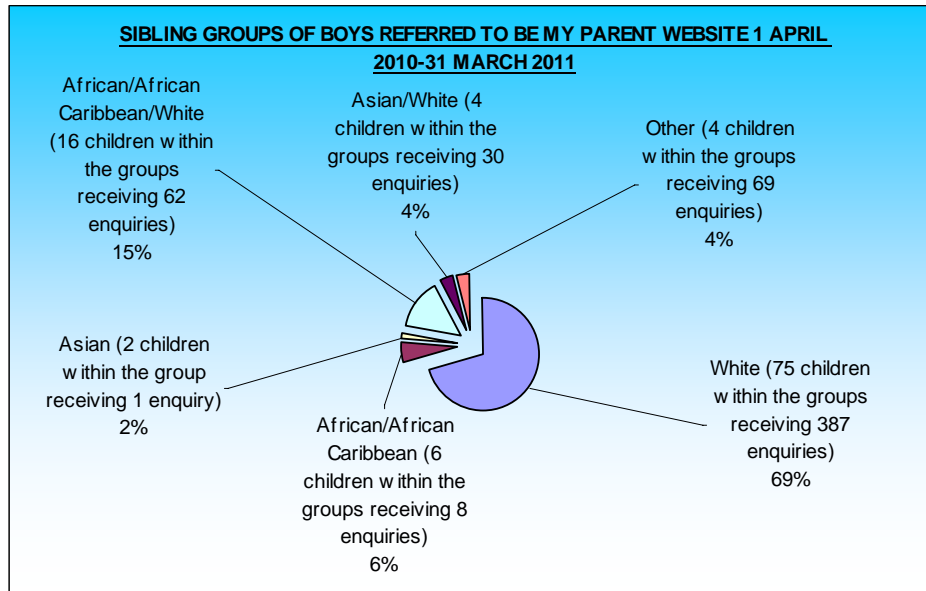 SIBLING GROUPS OF BOYS REFERRED TO BE MY PARENT WEBSITE 1 APRIL
2010-31 MARCH 2011
African/African
Caribbean/White
(16 children within
the groups
receiving 62
enquiries)
15%
Asian/White (4
children within the
groups receiving 30
enquiries)
4%
Other (4 children
within the groups
receiving 69
enquiries)
4%
Asian (2 children
within the group
receiving 1 enquiry)
2%
African/African
Caribbean (6
children within the
groups receiving 8
enquiries)
6%
White (75 children
within the groups
receiving 387
enquiries)
69%